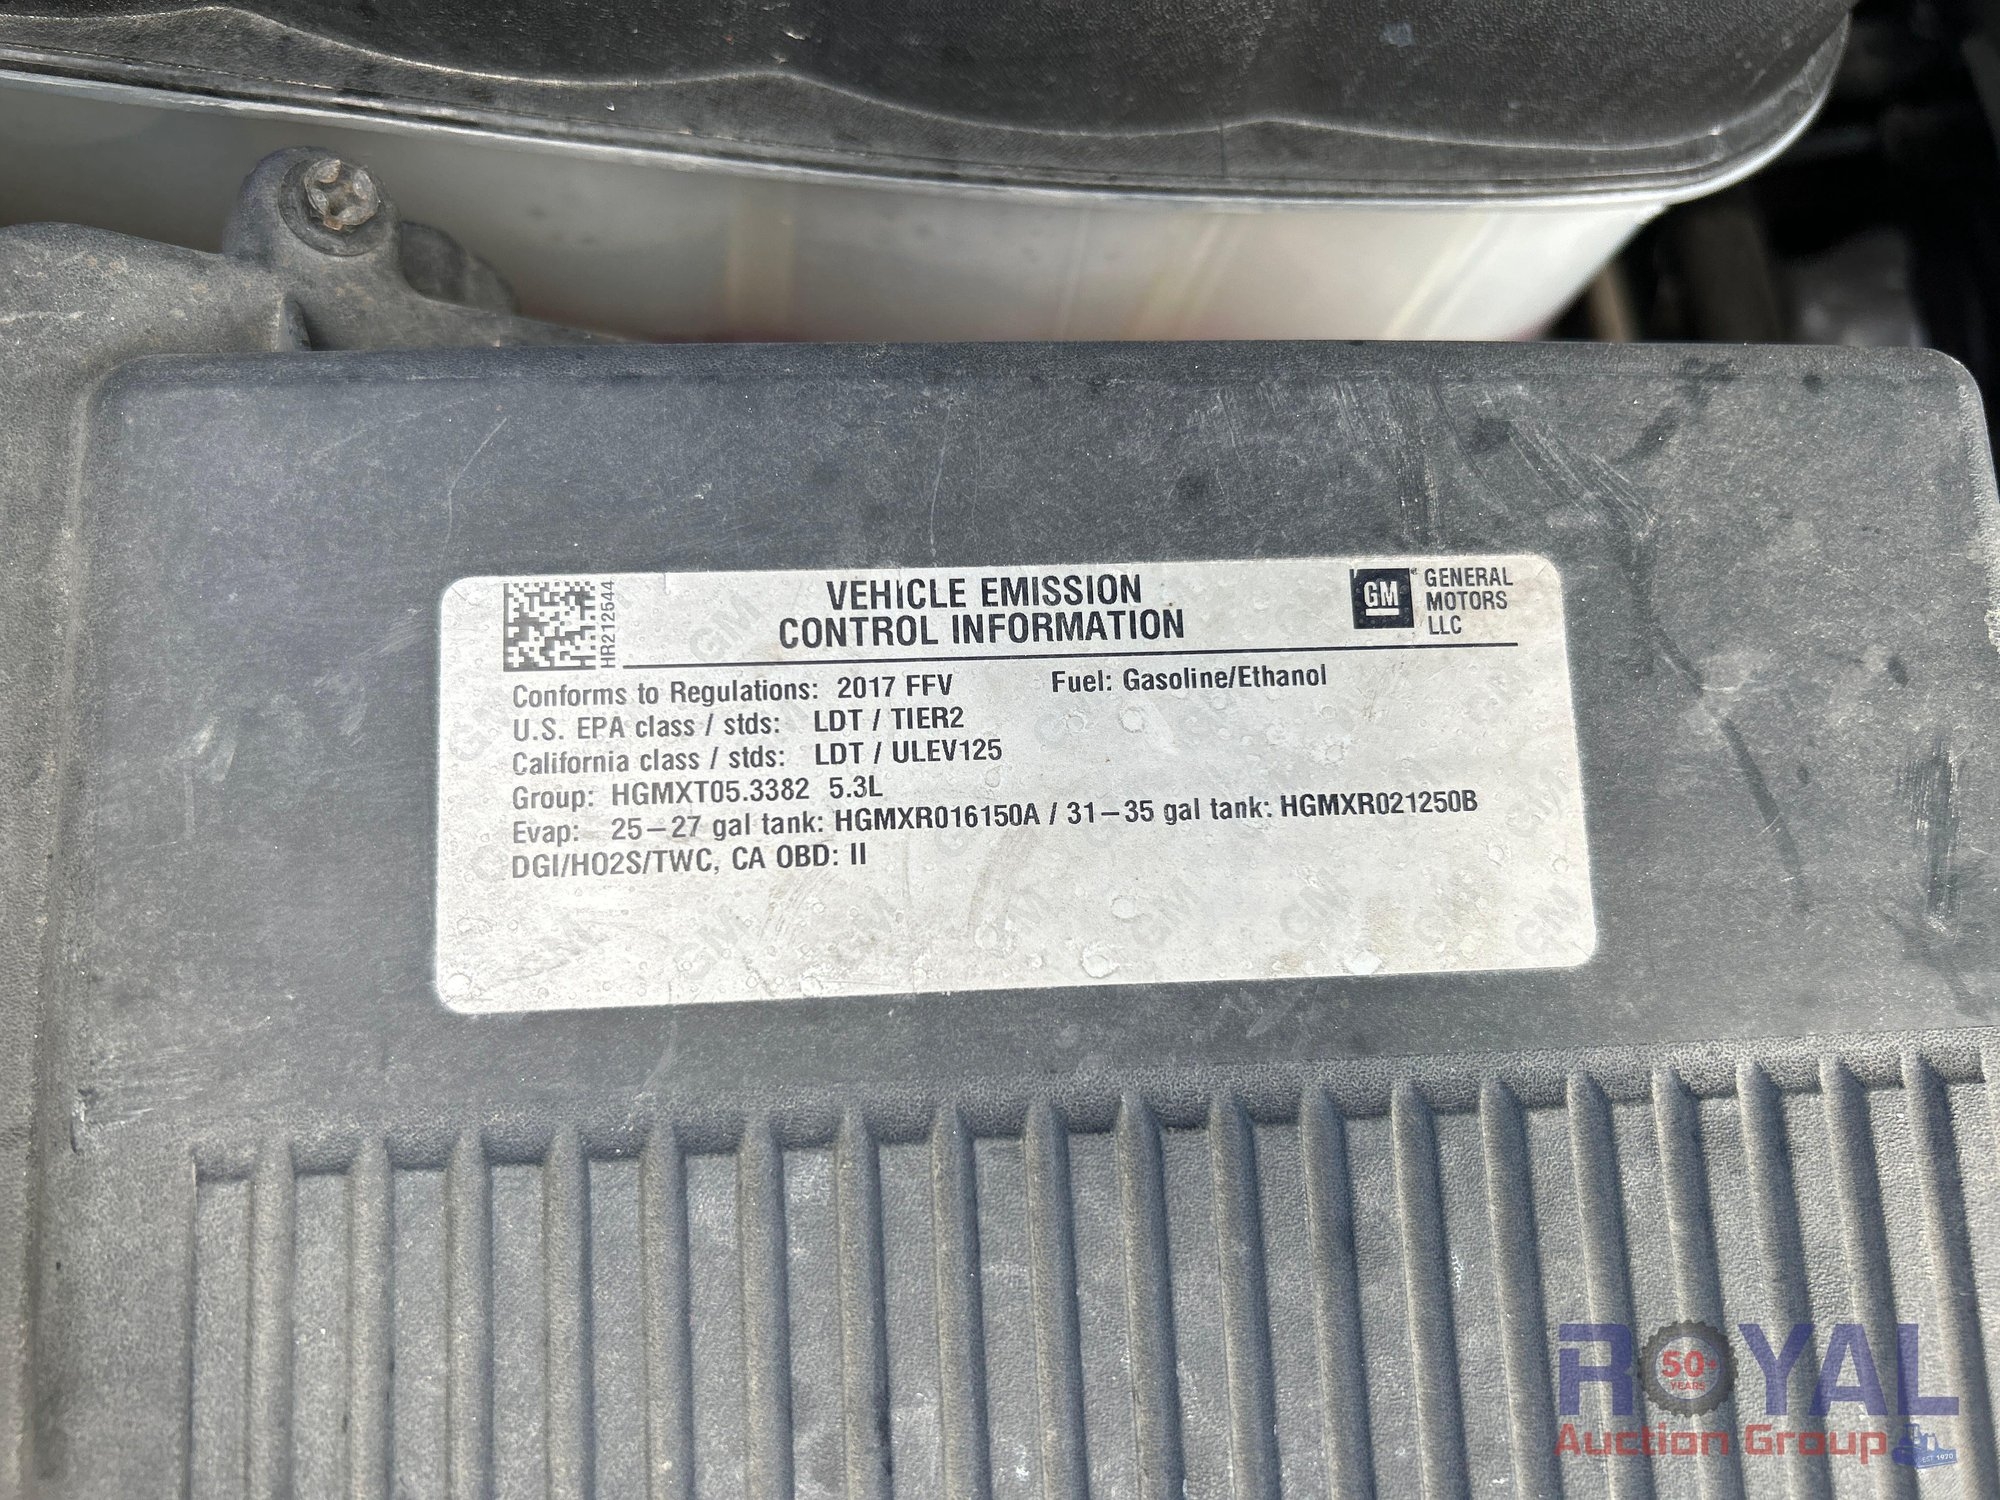 HR212544
VEHICLE EMISSION
CONTROL INFORMATION
GM
GENERAL
MOTORS
LLC
Conforms to Regulations: 2017 FFV Fuel: Gasoline/Ethanol
U.S. EPA class / stds: LDT / TIER2
California class / stds: LDT / ULEV125
Group: HGMXT05.3382 5.3L
Evap: 25–27 gal tank: HGMXR016150A / 31–35 gal tank: HGMXR021250B
DGI/HO2S/TWC, CA OBD: II
ROYAL
50+
YEARS
Auction Group
EST 1970